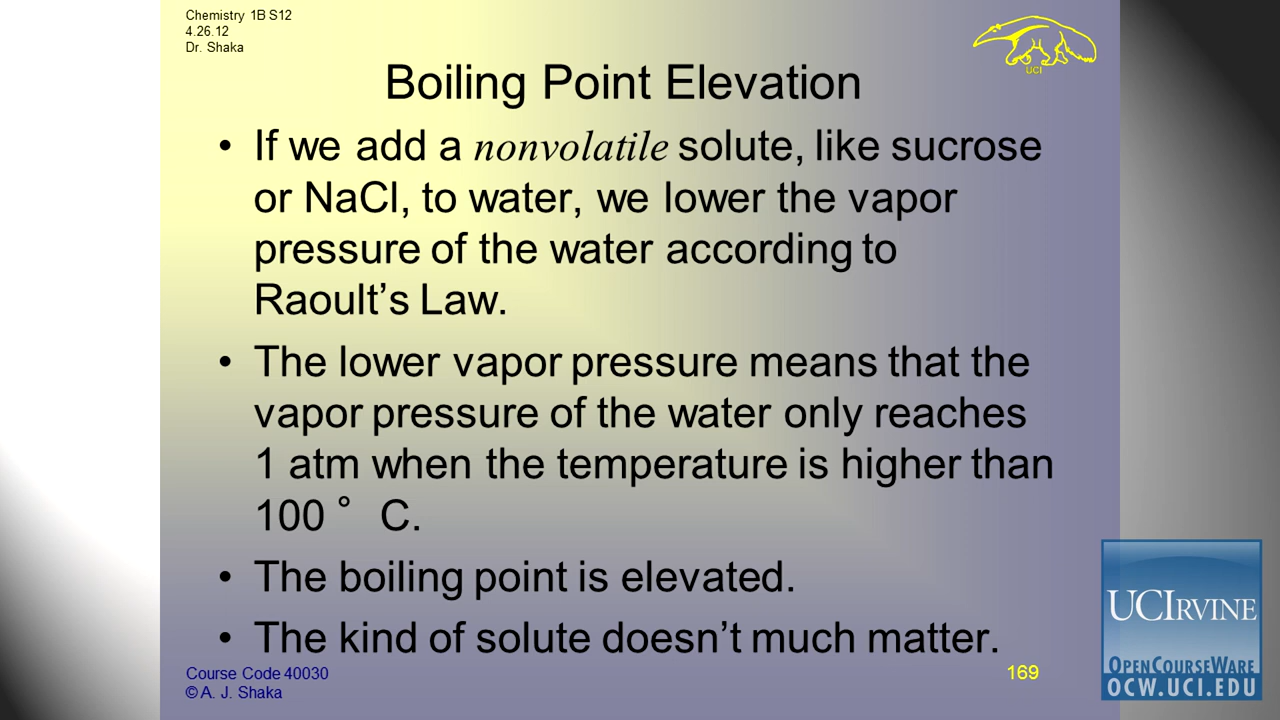 Chemistry 1B S12
4.26.12
Dr. Shaka
UCI
Boiling Point Elevation
• If we add a nonvolatile solute, like sucrose
or NaCl, to water, we lower the vapor
pressure of the water according to
Raoult’s Law.
• The lower vapor pressure means that the
vapor pressure of the water only reaches
1 atm when the temperature is higher than
100 ° C.
• The boiling point is elevated.
• The kind of solute doesn’t much matter.
Course Code 40030
© A. J. Shaka
169
UCIRVINE
OPENCOURSEWARE
OCW.UCI.EDU